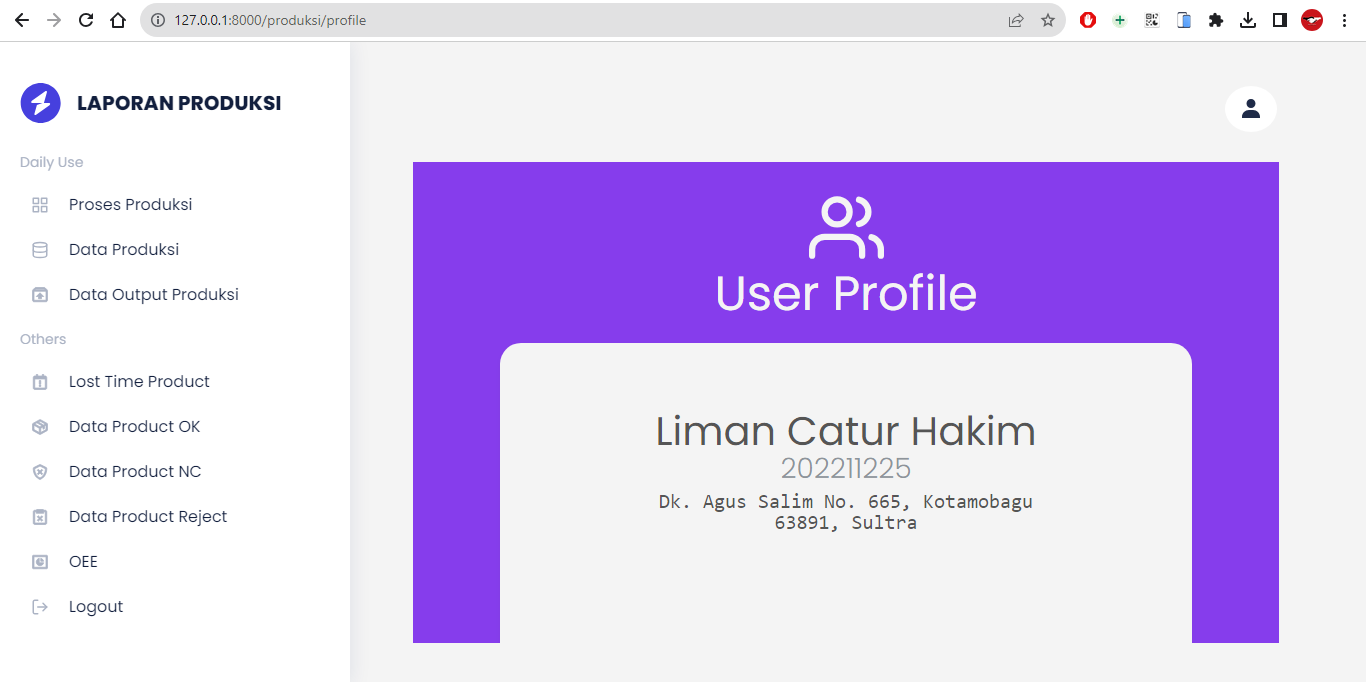 127.0.0.1:8000/produksi/profile
LAPORAN PRODUKSI
Daily Use
Proses Produksi
Data Produksi
Data Output Produksi
Others
Lost Time Product
Data Product OK
Data Product NC
Data Product Reject
OEE
Logout
User Profile
Liman Catur Hakim
202211225
Dk. Agus Salim No. 665, Kotamobagu
63891, Sultra